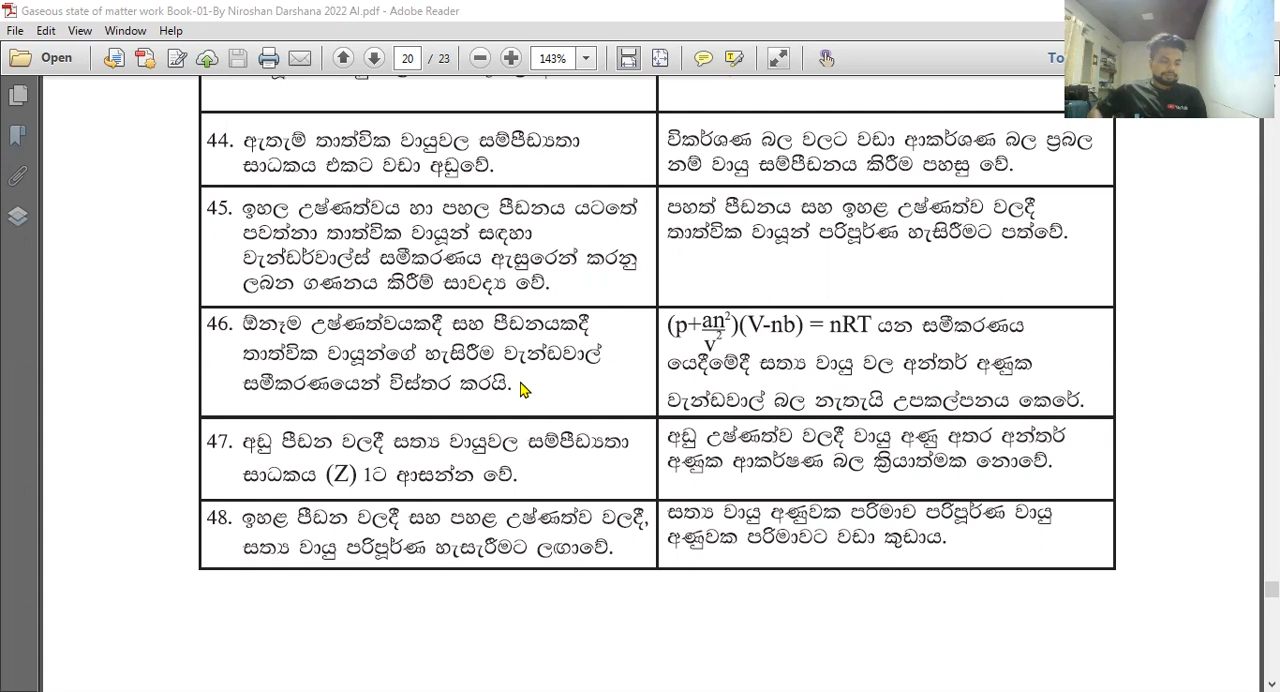 Gaseous state of matter work Book-01-By Niroshan Darshana 2022 Al.pdf - Adobe Reader
File Edit View Window Help
Open 20 / 23 143% To
44. ඇතැම් තාත්වික වායුවල සම්පීඩ්‍යතා
සාධකය එකට වඩා අඩුවේ.
විකර්ශණ බල වලට වඩා ආකර්ශණ බල ප්‍රබල
නම් වායු සම්පීඩනය කිරීම පහසු වේ.
45. ඉහල උෂ්ණත්වය හා පහල පීඩනය යටතේ
පවත්නා තාත්වික වායූන් සඳහා
වැන්ඩර්වාල්ස් සමීකරණය ඇසුරෙන් කරනු
ලබන ගණනය කිරීම් සාවද්‍ය වේ.
පහත් පීඩනය සහ ඉහළ උෂ්ණත්ව වලදී
තාත්වික වායූන් පරිපූර්ණ හැසිරීමට පත්වේ.
46. ඕනෑම උෂ්ණත්වයකදී සහ පීඩනයකදී
තාත්වික වායූන්ගේ හැසිරීම වැන්ඩවාල්
සමීකරණයෙන් විස්තර කරයි.
(p+an²/v²)(V-nb) = nRT යන සමීකරණය
යෙදීමේදී සත්‍ය වායු වල අන්තර් අණුක
වැන්ඩවාල් බල නැතැයි උපකල්පනය කෙරේ.
47. අඩු පීඩන වලදී සත්‍ය වායුවල සම්පීඩ්‍යතා
සාධකය (Z) 1ට ආසන්න වේ.
අඩු උෂ්ණත්ව වලදී වායු අණු අතර අන්තර්
අණුක ආකර්ෂණ බල ක්‍රියාත්මක නොවේ.
48. ඉහළ පීඩන වලදී සහ පහළ උෂ්ණත්ව වලදී,
සත්‍ය වායු පරිපූර්ණ හැසැරීමට ලඟාවේ.
සත්‍ය වායු අණුවක පරිමාව පරිපූර්ණ වායු
අණුවක පරිමාවට වඩා කුඩාය.